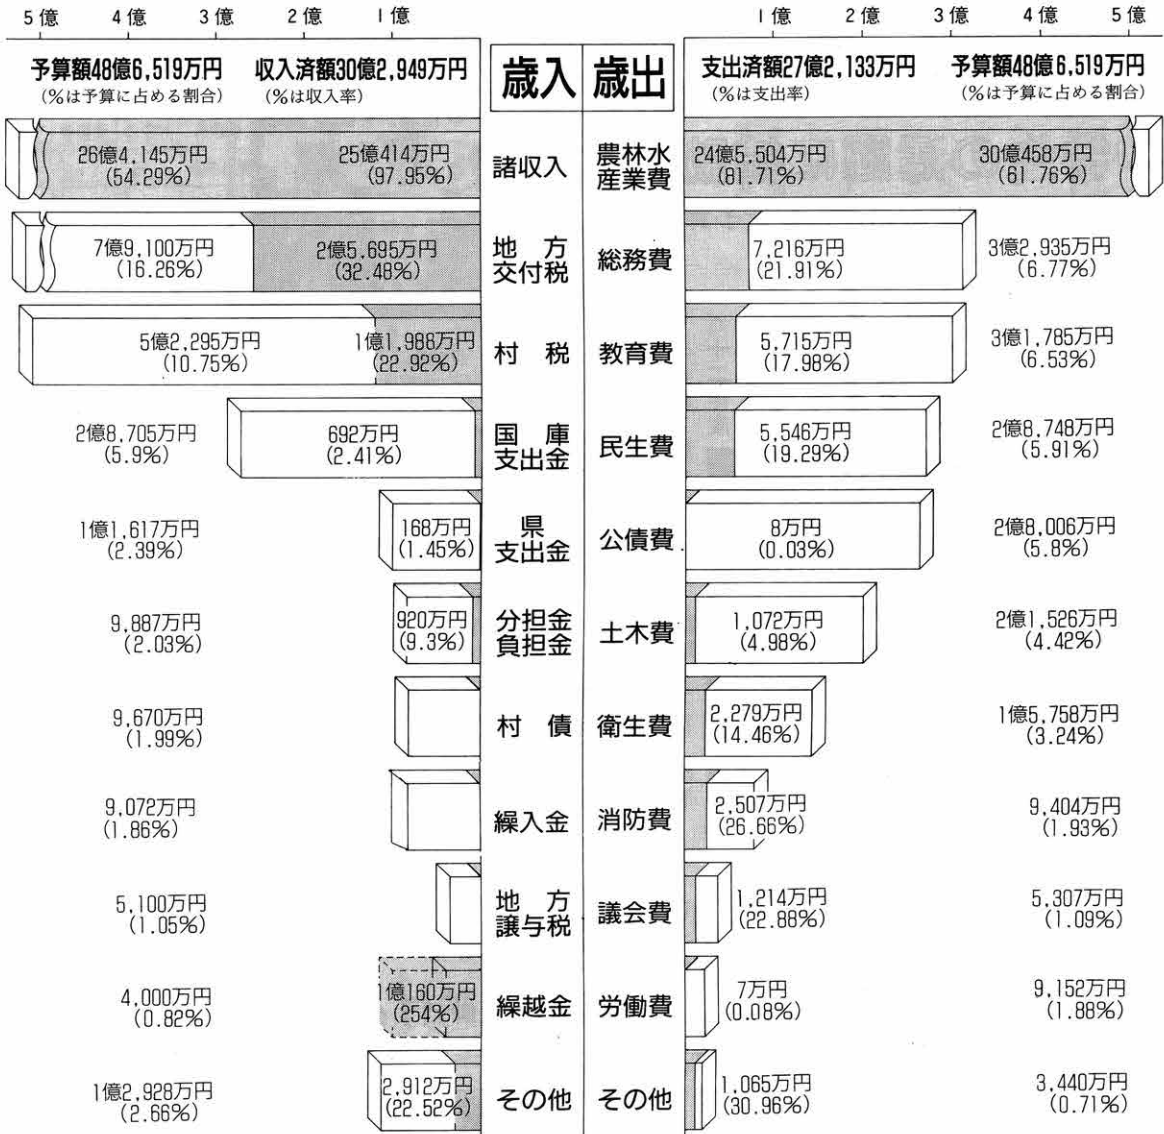 5億 4億 3億 2億 1億 1億 2億 3億 4億 5億
予算額48億6,519万円 収入済額30億2,949万円 歳入 歳出 支出済額27億2,133万円 予算額48億6,519万円
(%は予算に占める割合) (%は収入率) (%は支出率) (%は予算に占める割合)
26億4,145万円 25億414万円 諸収入 農林水 24億5,504万円 30億458万円
(54.29%) (97.95%) 産業費 (81.71%) (61.76%)
7億9,100万円 2億5,695万円 地方 総務費 7,216万円 3億2,935万円
(16.26%) (32.48%) 交付税 (21.91%) (6.77%)
5億2,295万円 1億1,988万円 村税 教育費 5,715万円 3億1,785万円
(10.75%) (22.92%) (17.98%) (6.53%)
2億8,705万円 692万円 国庫 民生費 5,546万円 2億8,748万円
(5.9%) (2.41%) 支出金 (19.29%) (5.91%)
1億1,617万円 168万円 県 公債費 8万円 2億8,006万円
(2.39%) (1.45%) 支出金 (0.03%) (5.8%)
9,887万円 920万円 分担金 土木費 1,072万円 2億1,526万円
(2.03%) (9.3%) 負担金 (4.98%) (4.42%)
9,670万円 村債 衛生費 2,279万円 1億5,758万円
(1.99%) (14.46%) (3.24%)
9,072万円 繰入金 消防費 2,507万円 9,404万円
(1.86%) (26.66%) (1.93%)
5,100万円 地方 議会費 1,214万円 5,307万円
(1.05%) 譲与税 (22.88%) (1.09%)
4,000万円 1億160万円 繰越金 労働費 7万円 9,152万円
(0.82%) (254%) (0.08%) (1.88%)
1億2,928万円 2,912万円 その他 その他 1,065万円 3,440万円
(2.66%) (22.52%) (30.96%) (0.71%)